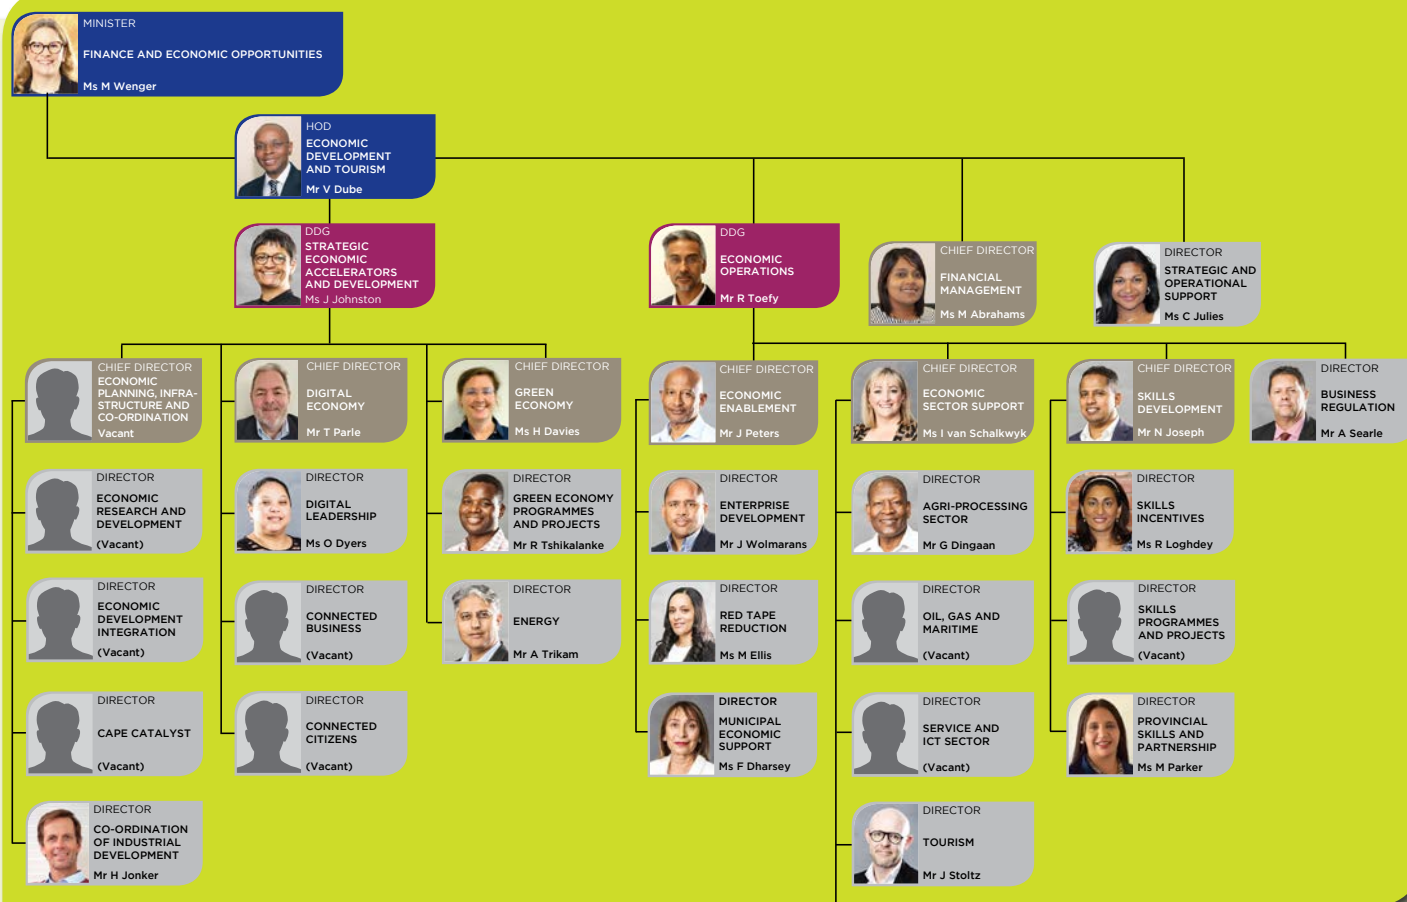 MINISTER
FINANCE AND ECONOMIC OPPORTUNITIES
Ms M Wenger
HOD
ECONOMIC
DEVELOPMENT
AND TOURISM
Mr V Dube
DDG
STRATEGIC
ECONOMIC
ACCELERATORS
AND DEVELOPMENT
Ms J Johnston
DDG
ECONOMIC
OPERATIONS
Mr R Toefy
CHIEF DIRECTOR
FINANCIAL
MANAGEMENT
Ms M Abrahams
DIRECTOR
STRATEGIC AND
OPERATIONAL
SUPPORT
Ms C Julies
CHIEF DIRECTOR
ECONOMIC
PLANNING, INFRA-
STRUCTURE AND
CO-ORDINATION
Vacant
CHIEF DIRECTOR
DIGITAL
ECONOMY
Mr T Parle
CHIEF DIRECTOR
GREEN
ECONOMY
Ms H Davies
CHIEF DIRECTOR
ECONOMIC
ENABLEMENT
Mr J Peters
CHIEF DIRECTOR
ECONOMIC
SECTOR SUPPORT
Ms I van Schalkwyk
CHIEF DIRECTOR
SKILLS
DEVELOPMENT
Mr N Joseph
DIRECTOR
BUSINESS
REGULATION
Mr A Searle
DIRECTOR
ECONOMIC
RESEARCH AND
DEVELOPMENT
(Vacant)
DIRECTOR
DIGITAL
LEADERSHIP
Ms O Dyers
DIRECTOR
GREEN ECONOMY
PROGRAMMES
AND PROJECTS
Mr R Tshikalanke
DIRECTOR
ENTERPRISE
DEVELOPMENT
Mr J Wolmarans
DIRECTOR
AGRI-PROCESSING
SECTOR
Mr G Dingaan
DIRECTOR
SKILLS
INCENTIVES
Ms R Loghdey
DIRECTOR
ECONOMIC
DEVELOPMENT
INTEGRATION
(Vacant)
DIRECTOR
CONNECTED
BUSINESS
(Vacant)
DIRECTOR
ENERGY
Mr A Trikam
DIRECTOR
RED TAPE
REDUCTION
Ms M Ellis
DIRECTOR
OIL, GAS AND
MARITIME
(Vacant)
DIRECTOR
SKILLS
PROGRAMMES
AND PROJECTS
(Vacant)
DIRECTOR
CAPE CATALYST
(Vacant)
DIRECTOR
CONNECTED
CITIZENS
(Vacant)
DIRECTOR
MUNICIPAL
ECONOMIC
SUPPORT
Ms F Dharsey
DIRECTOR
SERVICE AND
ICT SECTOR
(Vacant)
DIRECTOR
PROVINCIAL
SKILLS AND
PARTNERSHIP
Ms M Parker
DIRECTOR
CO-ORDINATION
OF INDUSTRIAL
DEVELOPMENT
Mr H Jonker
DIRECTOR
TOURISM
Mr J Stoltz